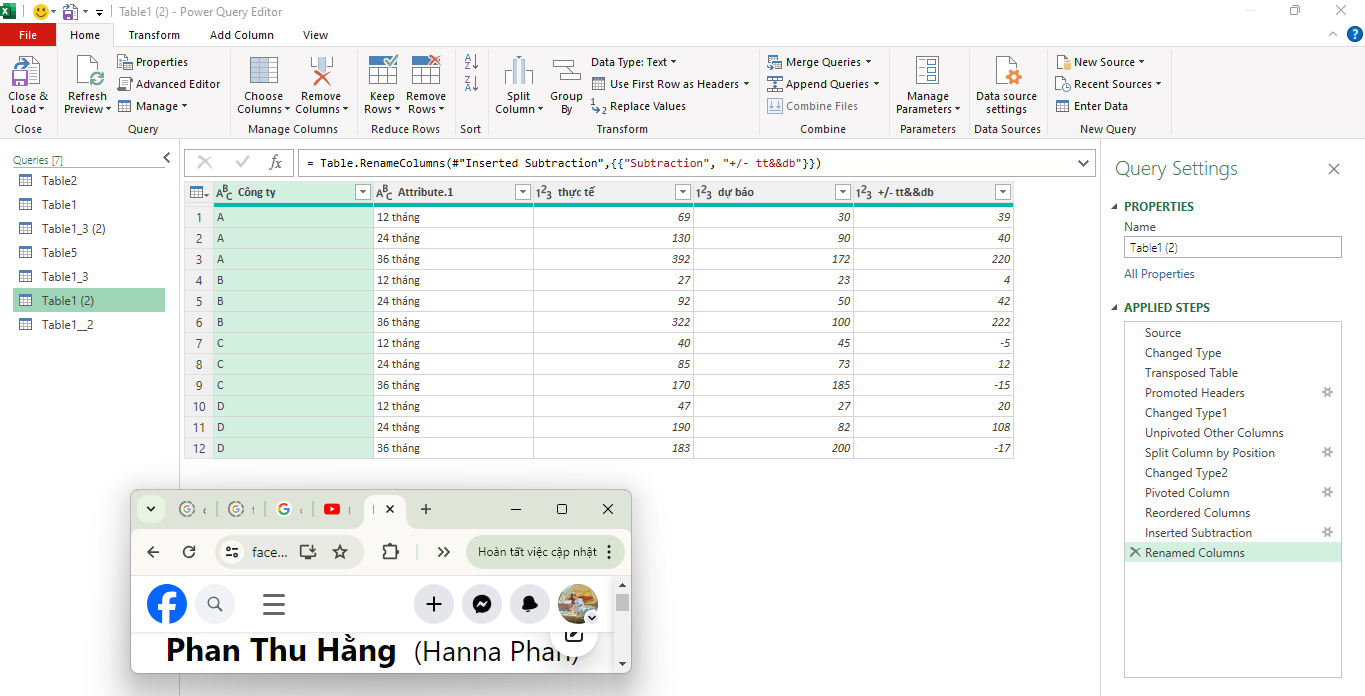 Table1 (2) - Power Query Editor
File Home Transform Add Column View
Close & Load
Refresh Preview
Properties
Advanced Editor
Manage
Choose Columns
Remove Columns
Keep Rows
Remove Rows
Split Column
Group By
Data Type: Text
Use First Row as Headers
Replace Values
Merge Queries
Append Queries
Combine Files
Manage Parameters
Data source settings
New Source
Recent Sources
Enter Data
Close Query Manage Columns Reduce Rows Sort Transform Combine Parameters Data Sources New Query
Queries [7]
Table2
Table1
Table1_3 (2)
Table5
Table1_3
Table1 (2)
Table1__2
fx = Table.RenameColumns(#"Inserted Subtraction",{{"Subtraction", "+/- tt&&db"}})
Công ty Attribute.1 thực tế dự báo +/- tt&&db
1 A 12 tháng 69 30 39
2 A 24 tháng 130 90 40
3 A 36 tháng 392 172 220
4 B 12 tháng 27 23 4
5 B 24 tháng 92 50 42
6 B 36 tháng 322 100 222
7 C 12 tháng 40 45 -5
8 C 24 tháng 85 73 12
9 C 36 tháng 170 185 -15
10 D 12 tháng 47 27 20
11 D 24 tháng 190 82 108
12 D 36 tháng 183 200 -17
Query Settings
PROPERTIES
Name
Table1 (2)
All Properties
APPLIED STEPS
Source
Changed Type
Transposed Table
Promoted Headers
Changed Type1
Unpivoted Other Columns
Split Column by Position
Changed Type2
Pivoted Column
Reordered Columns
Inserted Subtraction
Renamed Columns
face... Hoàn tất việc cập nhật
Phan Thu Hằng (Hanna Phan)